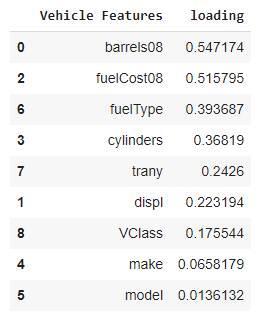 Vehicle Features loading
0 barrels08 0.547174
2 fuelCost08 0.515795
6 fuelType 0.393687
3 cylinders 0.36819
7 trany 0.2426
1 displ 0.223194
8 VClass 0.175544
4 make 0.0658179
5 model 0.0136132